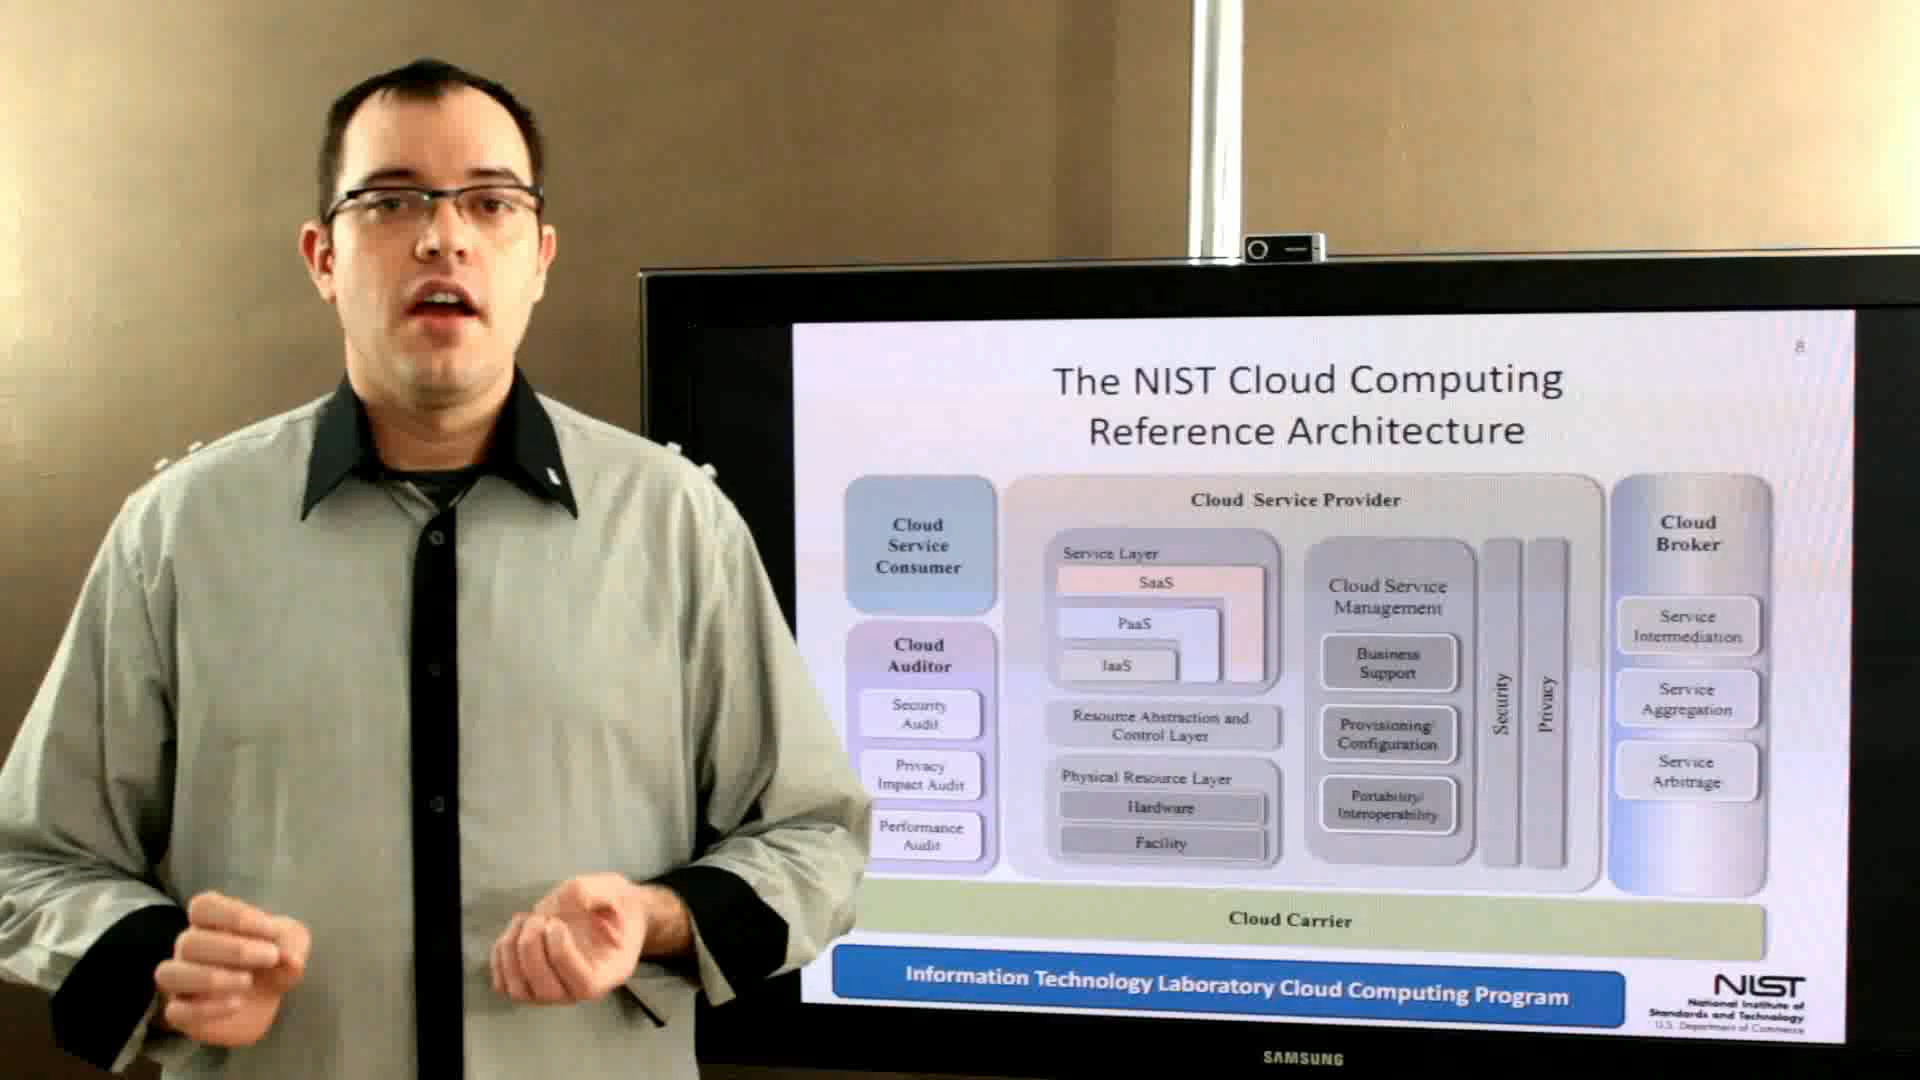 8
The NIST Cloud Computing
Reference Architecture
Cloud
Service
Consumer
Cloud
Auditor
Security
Audit
Privacy
Impact Audit
Performance
Audit
Cloud Service Provider
Service Layer
SaaS
PaaS
IaaS
Resource Abstraction and
Control Layer
Physical Resource Layer
Hardware
Facility
Cloud Service
Management
Business
Support
Provisioning/
Configuration
Portability/
Interoperability
Security
Privacy
Cloud
Broker
Service
Intermediation
Service
Aggregation
Service
Arbitrage
Cloud Carrier
Information Technology Laboratory Cloud Computing Program
NIST
National Institute of
Standards and Technology
U.S. Department of Commerce
SAMSUNG